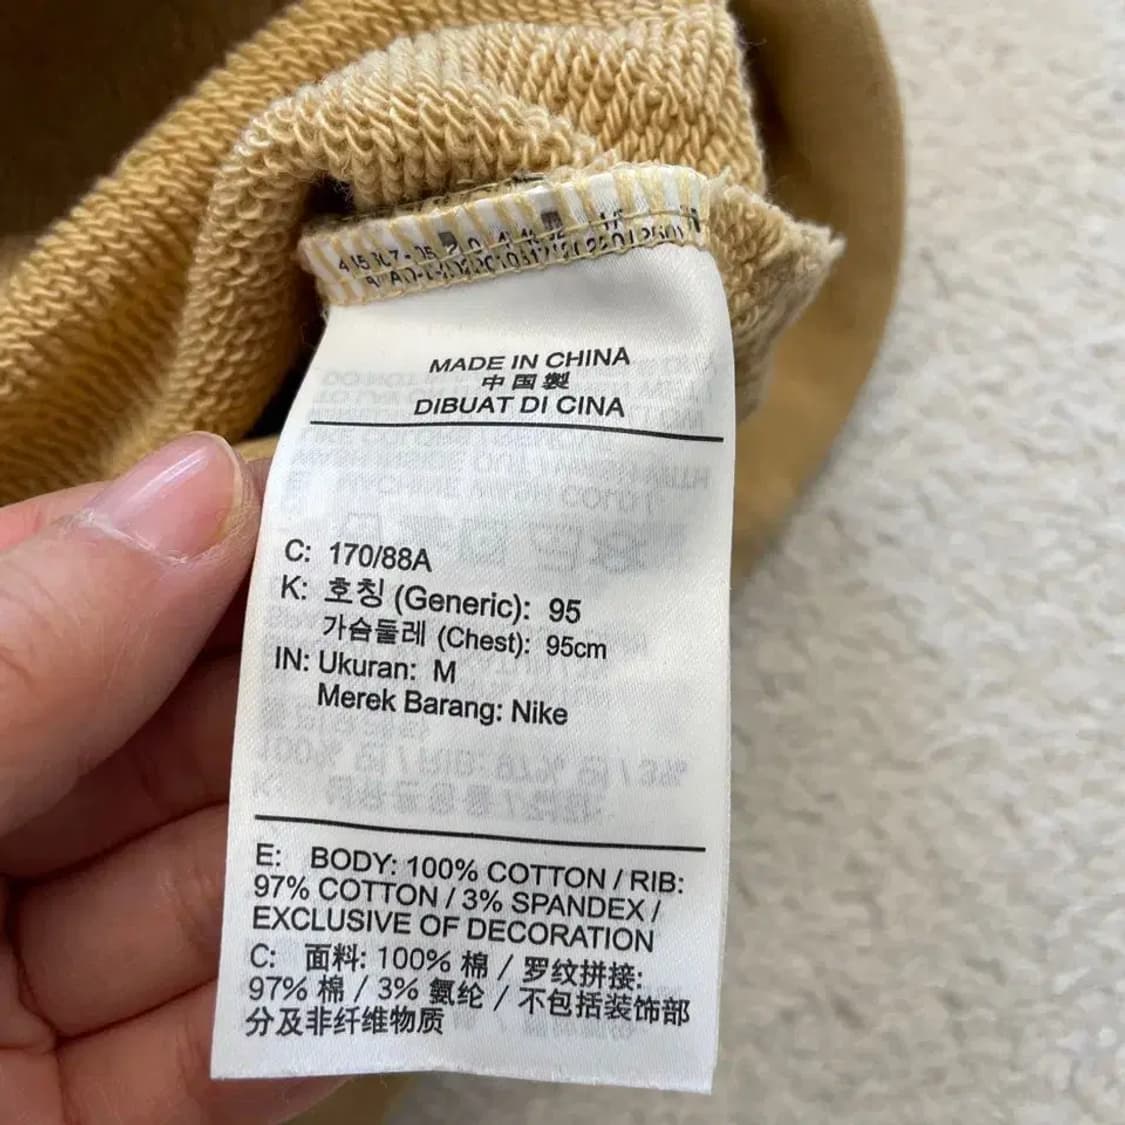 MADE IN CHINA
中国製
DIBUAT DI CINA
C: 170/88A
K: 호칭 (Generic): 95
가슴둘레 (Chest): 95cm
IN: Ukuran: M
Merek Barang: Nike
E: BODY: 100% COTTON / RIB:
97% COTTON / 3% SPANDEX /
EXCLUSIVE OF DECORATION
C: 面料: 100% 棉 / 罗纹拼接:
97% 棉 / 3% 氨纶 / 不包括装饰部
分及非纤维物质